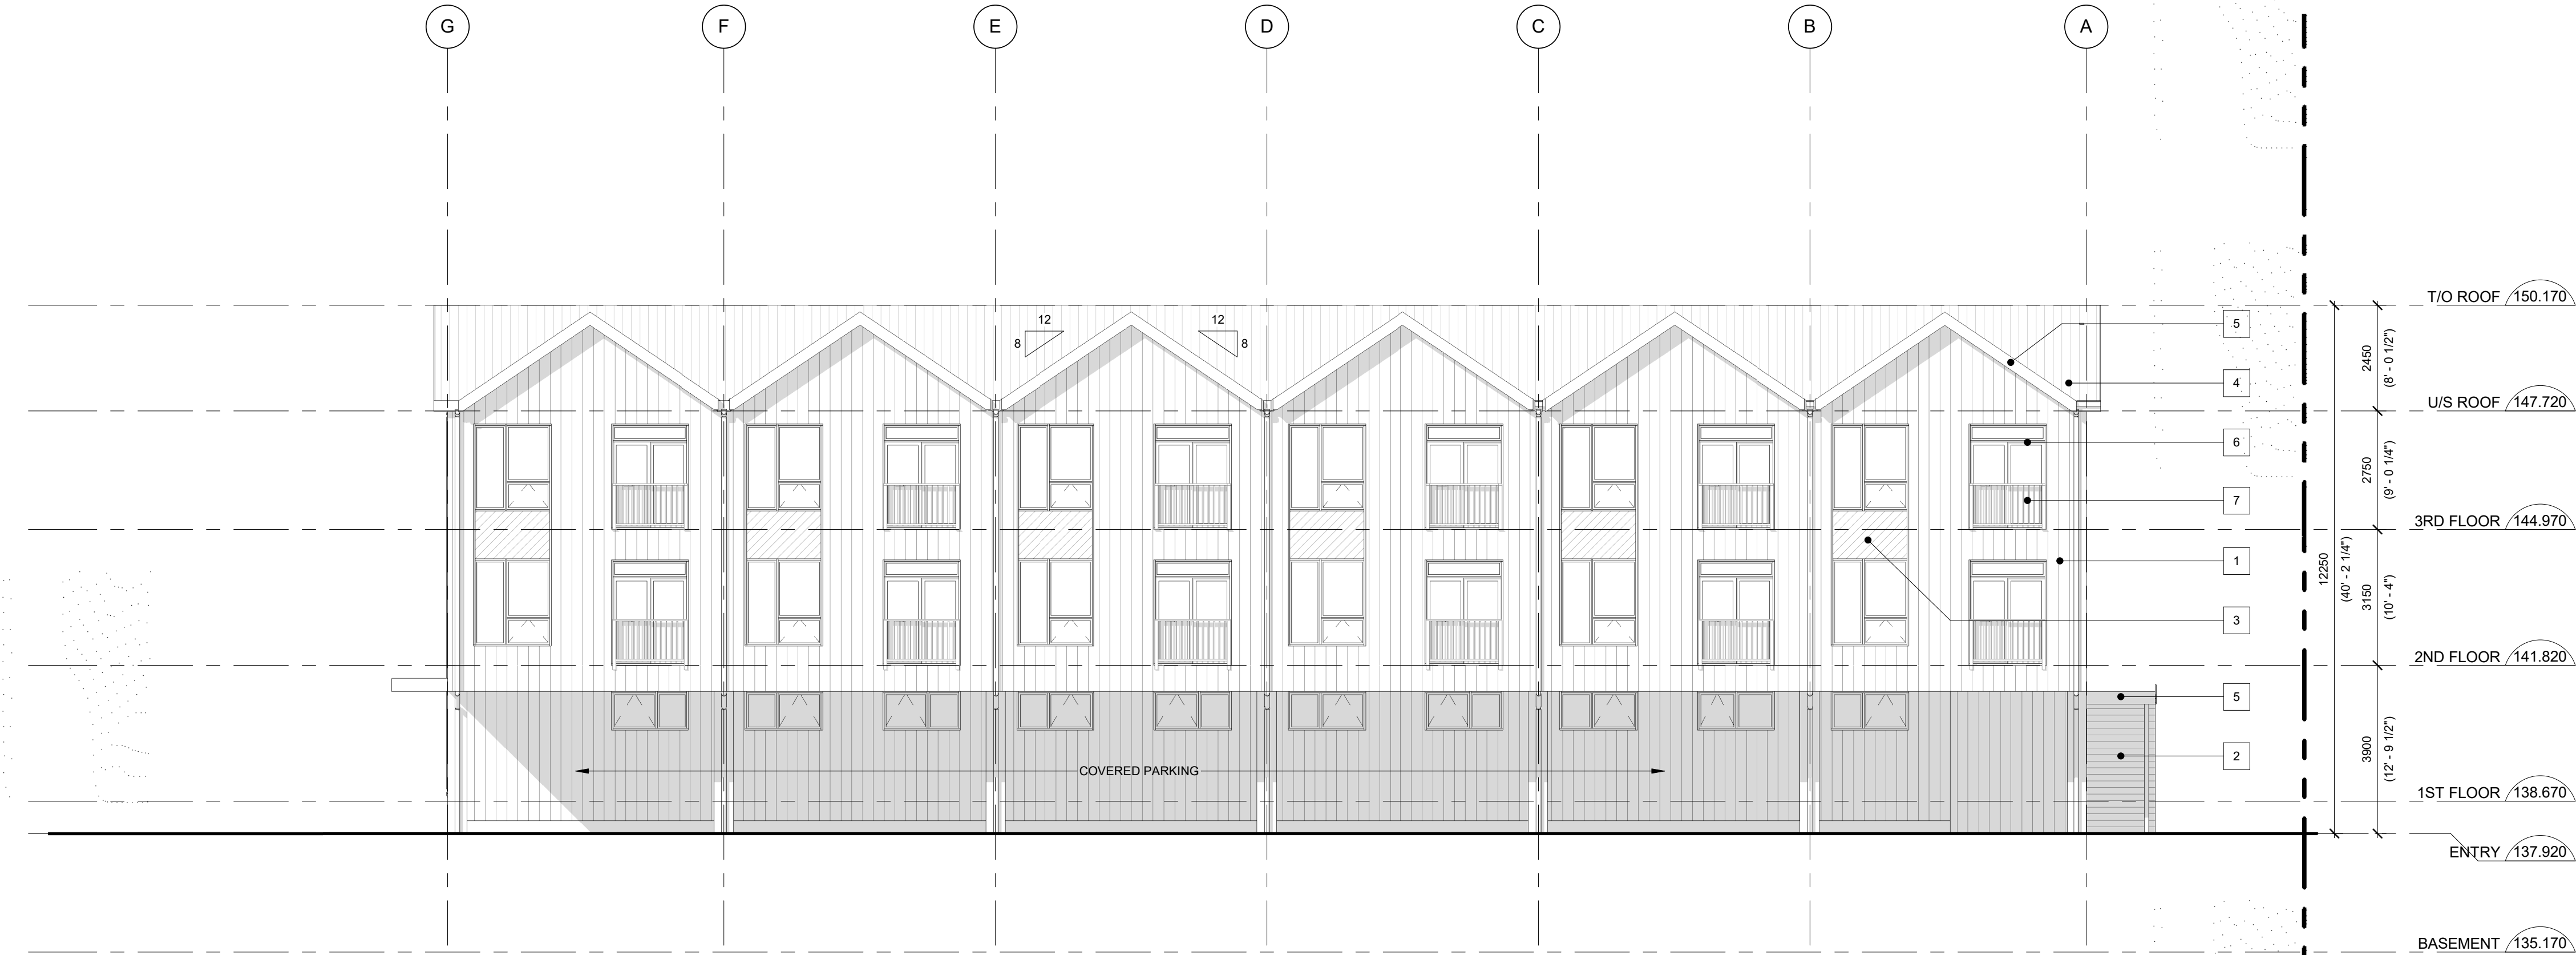 G F E D C B A
T/O ROOF 150.170
12 12
5
8 8
2450
(8' - 0 1/2")
4
U/S ROOF 147.720
6
2750
(9' - 0 1/4")
7
3RD FLOOR 144.970
1
12250
(40' - 2 1/4")
3150
(10' - 4")
3
2ND FLOOR 141.820
5
3900
(12' - 9 1/2")
2
COVERED PARKING
1ST FLOOR 138.670
ENTRY 137.920
BASEMENT 135.170